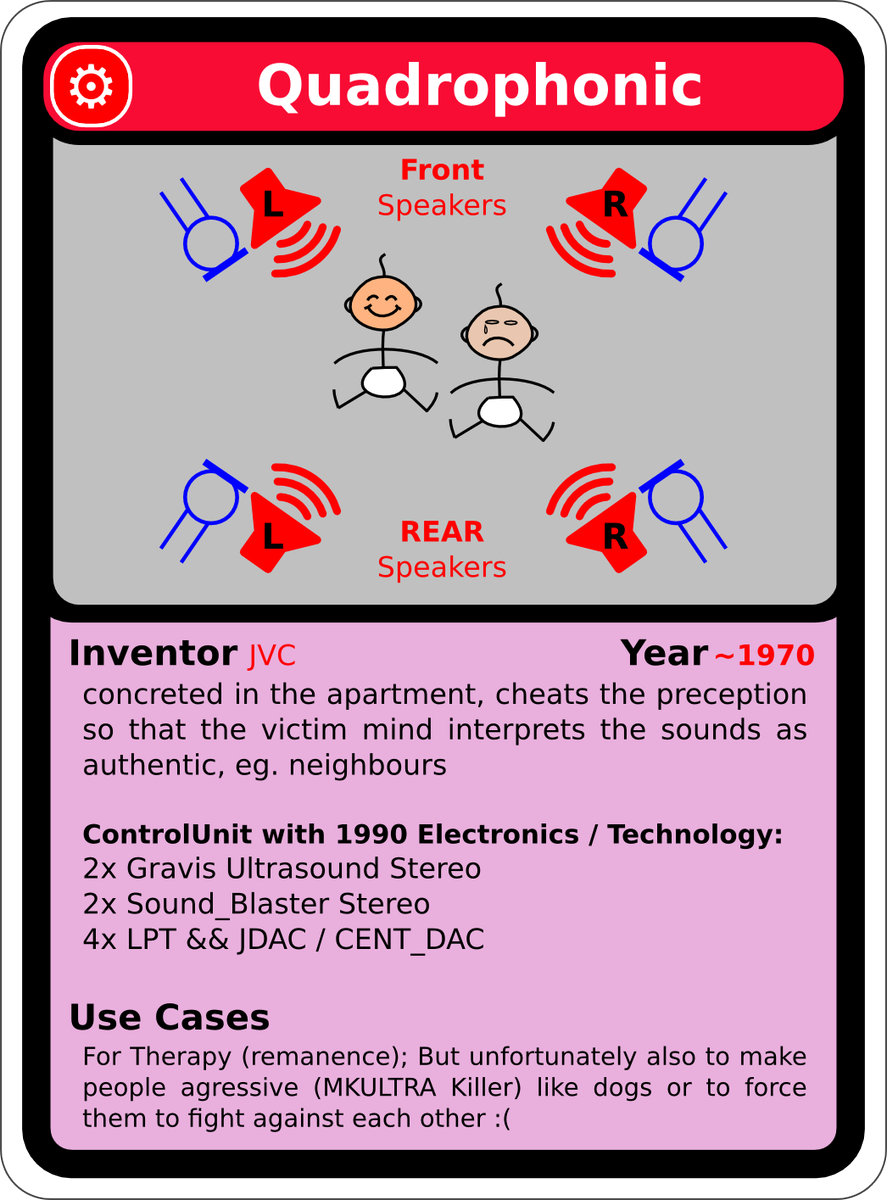 Quadrophonic
Front
Speakers
L
R
L
R
REAR
Speakers
Inventor JVC Year ~1970
concreted in the apartment, cheats the preception
so that the victim mind interprets the sounds as
authentic, eg. neighbours
ControlUnit with 1990 Electronics / Technology:
2x Gravis Ultrasound Stereo
2x Sound_Blaster Stereo
4x LPT && JDAC / CENT_DAC
Use Cases
For Therapy (remanence); But unfortunately also to make
people agressive (MKULTRA Killer) like dogs or to force
them to fight against each other :(